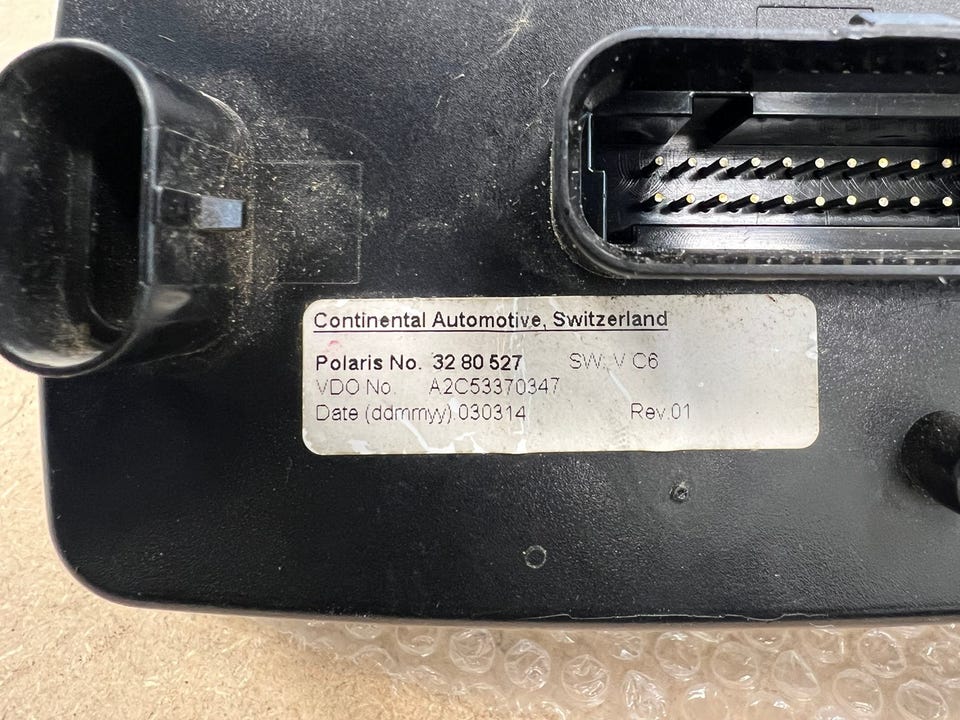 Continental Automotive, Switzerland
Polaris No. 32 80 527 SW: V C6
VDO No. A2C53370347
Date (ddmmyy) 030314 Rev.01